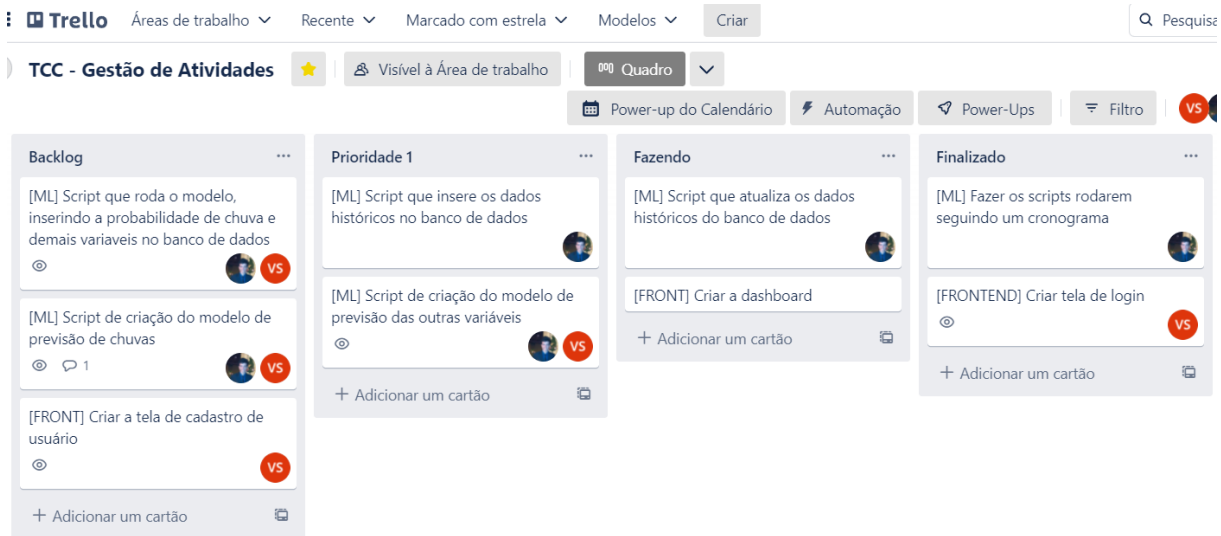 Trello Áreas de trabalho Recente Marcado com estrela Modelos Criar Pesquisa
TCC - Gestão de Atividades Visível à Área de trabalho Quadro
Power-up do Calendário Automação Power-Ups Filtro VS
Backlog
[ML] Script que roda o modelo,
inserindo a probabilidade de chuva e
demais variaveis no banco de dados
VS
[ML] Script de criação do modelo de
previsão de chuvas
1 VS
[FRONT] Criar a tela de cadastro de
usuário
VS
+ Adicionar um cartão
Prioridade 1
[ML] Script que insere os dados
históricos no banco de dados
[ML] Script de criação do modelo de
previsão das outras variáveis
VS
+ Adicionar um cartão
Fazendo
[ML] Script que atualiza os dados
históricos do banco de dados
[FRONT] Criar a dashboard
+ Adicionar um cartão
Finalizado
[ML] Fazer os scripts rodarem
seguindo um cronograma
[FRONTEND] Criar tela de login
VS
+ Adicionar um cartão